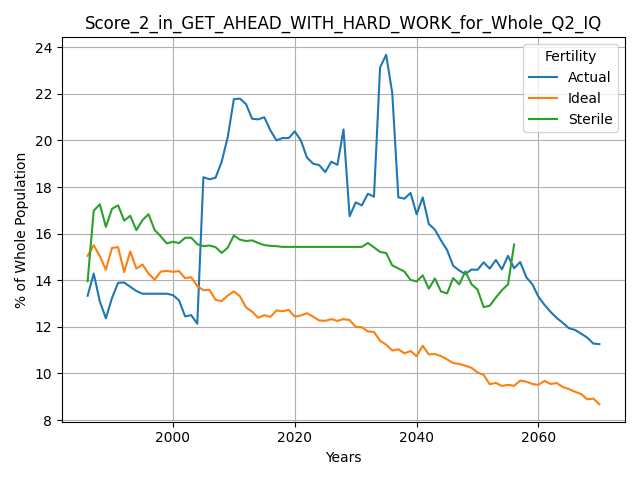 Score_2_in_GET_AHEAD_WITH_HARD_WORK_for_Whole_Q2_IQ
Fertility
Actual
Ideal
Sterile
% of Whole Population
24
22
20
18
16
14
12
10
8
2000 2020 2040 2060
Years